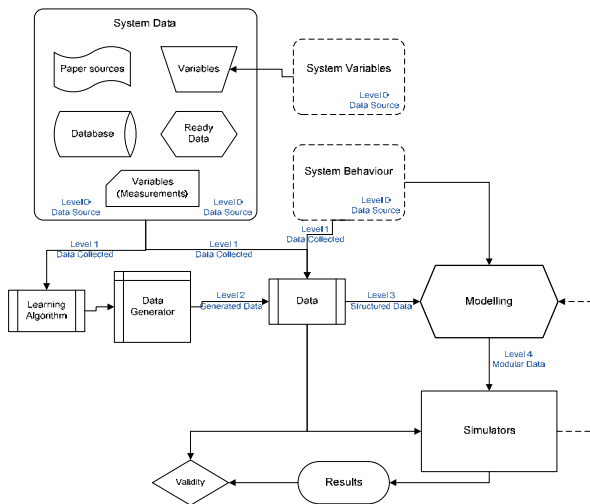 System Data
Paper sources
Variables
System Variables
Level 0-
Data Source
Database
Ready
Data
Variables
(Measurements)
Level 0-
Data Source
Level 0-
Data Source
System Behaviour
Level 0-
Data Source
Level 1
Data Collected
Level 1
Data Collected
Level 1
Data Collected
Learning
Algorithm
Data
Generator
Level 2
Generated Data
Data
Level 3
Structured Data
Modelling
Level 4
Modular Data
Simulators
Validity
Results